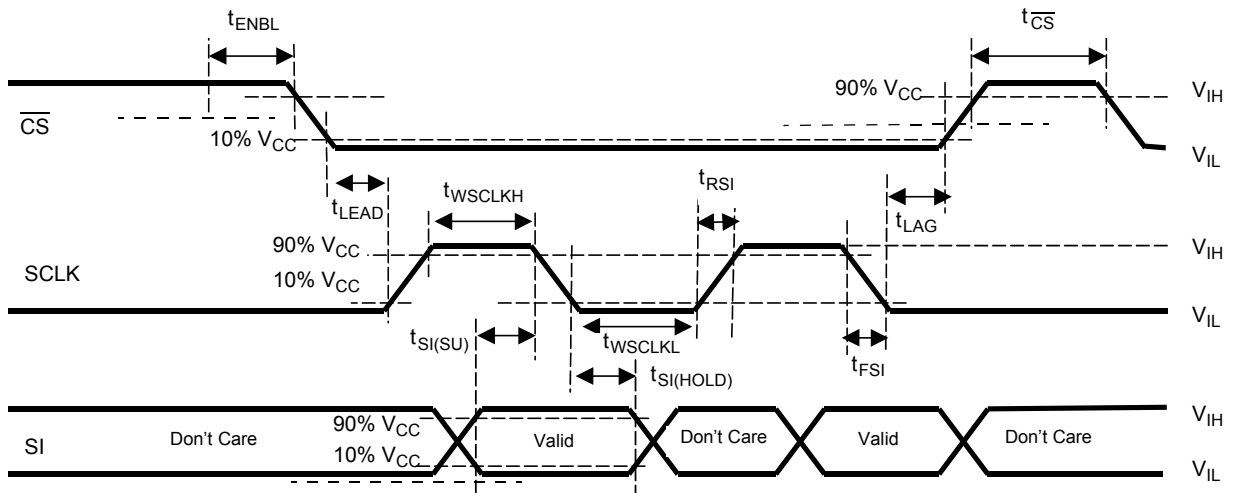 tENBL
tCS
90% VCC
VIH
CS
10% VCC
VIL
tLEAD
tWSCLKH
tRSI
tLAG
90% VCC
VIH
SCLK
10% VCC
VIL
tSI(SU)
tWSCLKL
tFSI
tSI(HOLD)
90% VCC
VIH
SI
Don't Care
Valid
Don't Care
Valid
Don't Care
10% VCC
VIL